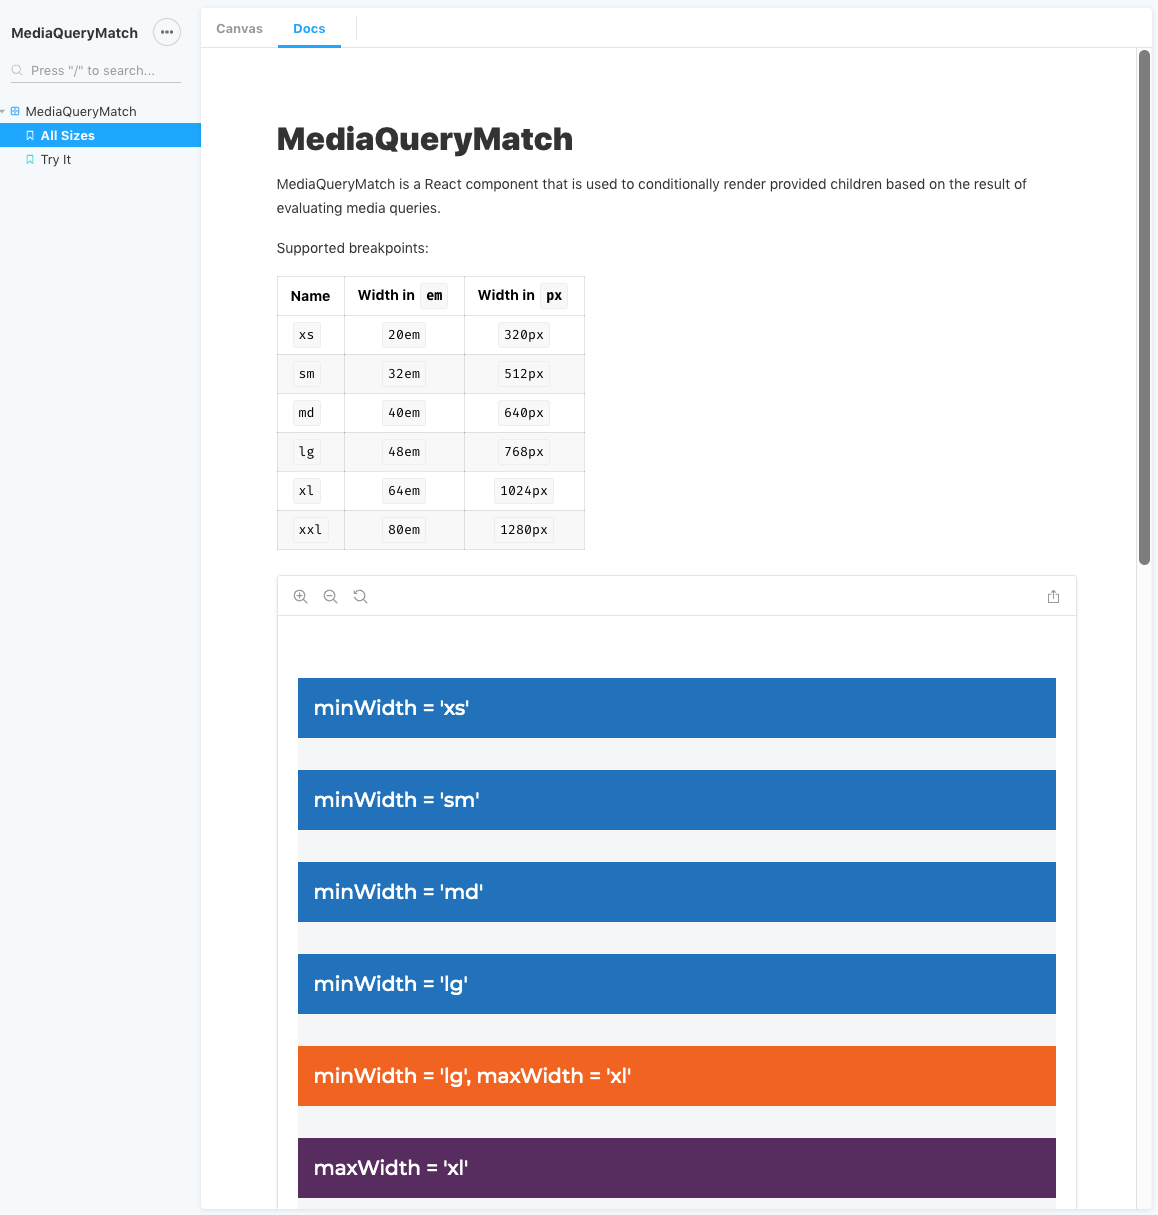 MediaQueryMatch
Press "/" to search...
MediaQueryMatch
All Sizes
Try It
Canvas Docs
MediaQueryMatch
MediaQueryMatch is a React component that is used to conditionally render provided children based on the result of
evaluating media queries.
Supported breakpoints:
Name Width in em Width in px
xs 20em 320px
sm 32em 512px
md 40em 640px
lg 48em 768px
xl 64em 1024px
xxl 80em 1280px
minWidth = 'xs'
minWidth = 'sm'
minWidth = 'md'
minWidth = 'lg'
minWidth = 'lg', maxWidth = 'xl'
maxWidth = 'xl'